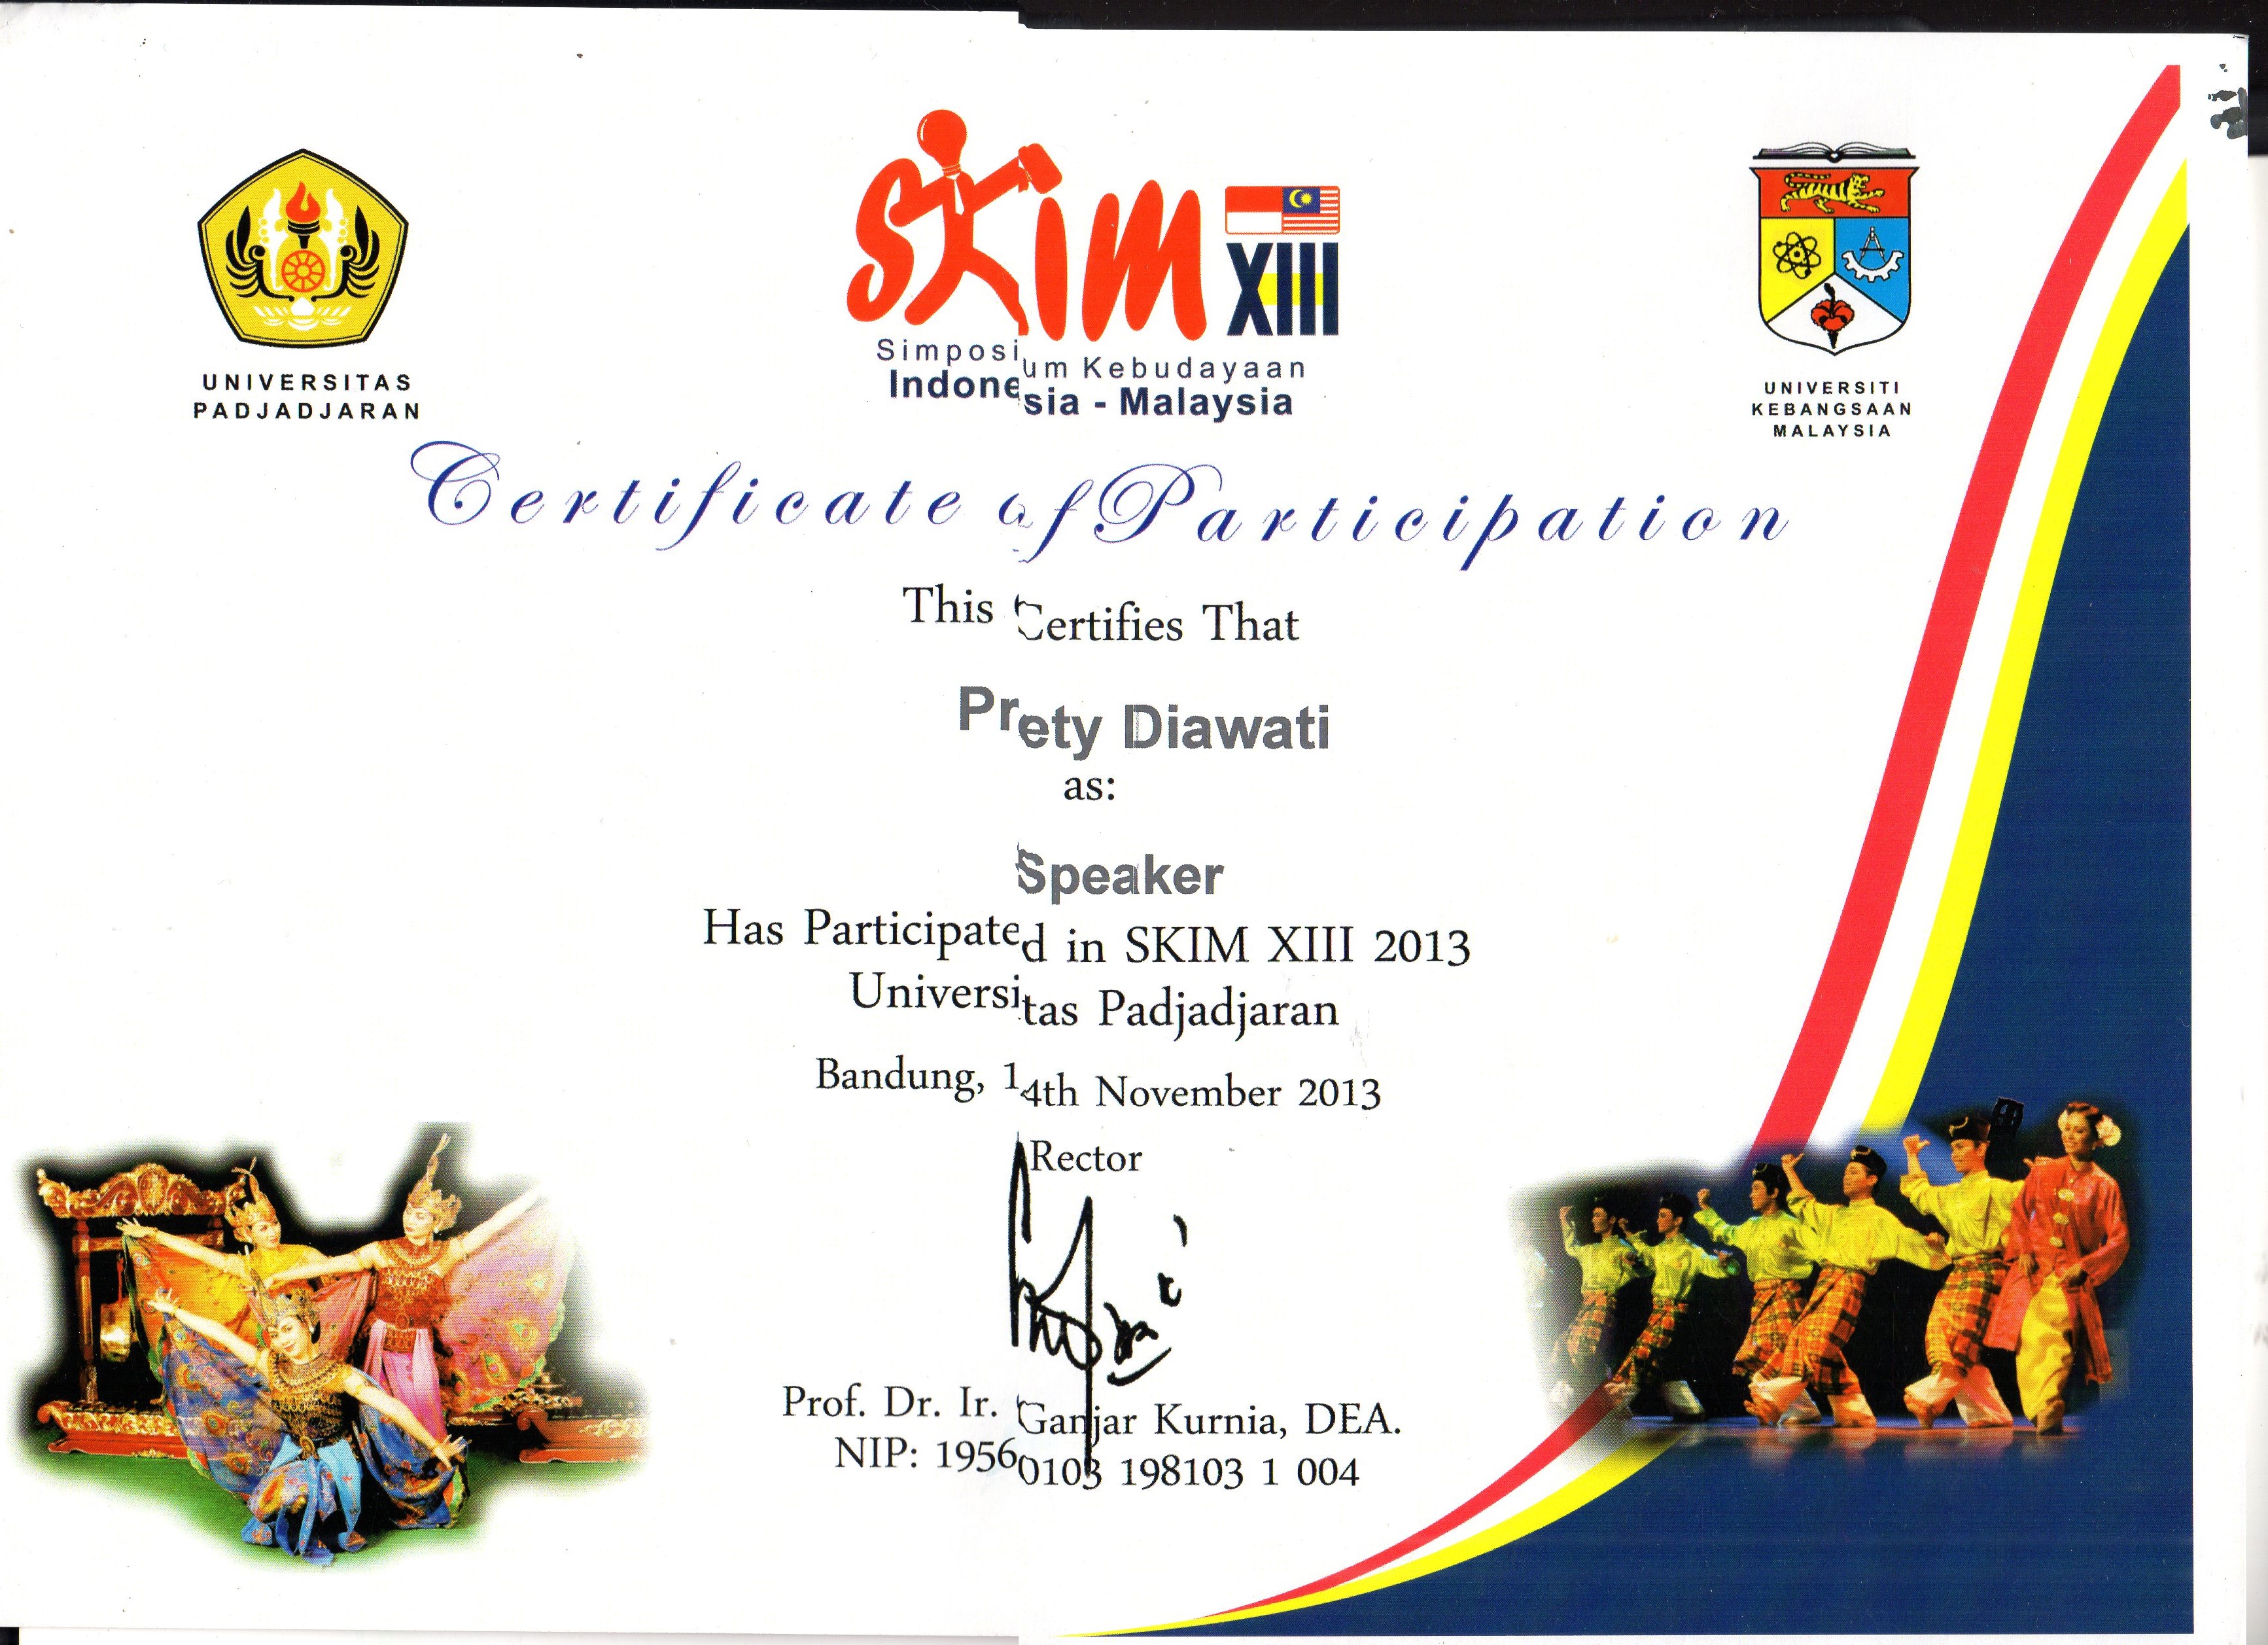 SKIM XIII
Simposium Kebudayaan
Indonesia - Malaysia
UNIVERSITAS
PADJADJARAN
UNIVERSITI
KEBANGSAAN
MALAYSIA
Certificate of Participation
This Certifies That
Prety Diawati
as:
Speaker
Has Participated in SKIM XIII 2013
Universitas Padjadjaran
Bandung, 14th November 2013
Rector
Prof. Dr. Ir. Ganjar Kurnia, DEA.
NIP: 19560103 198103 1 004